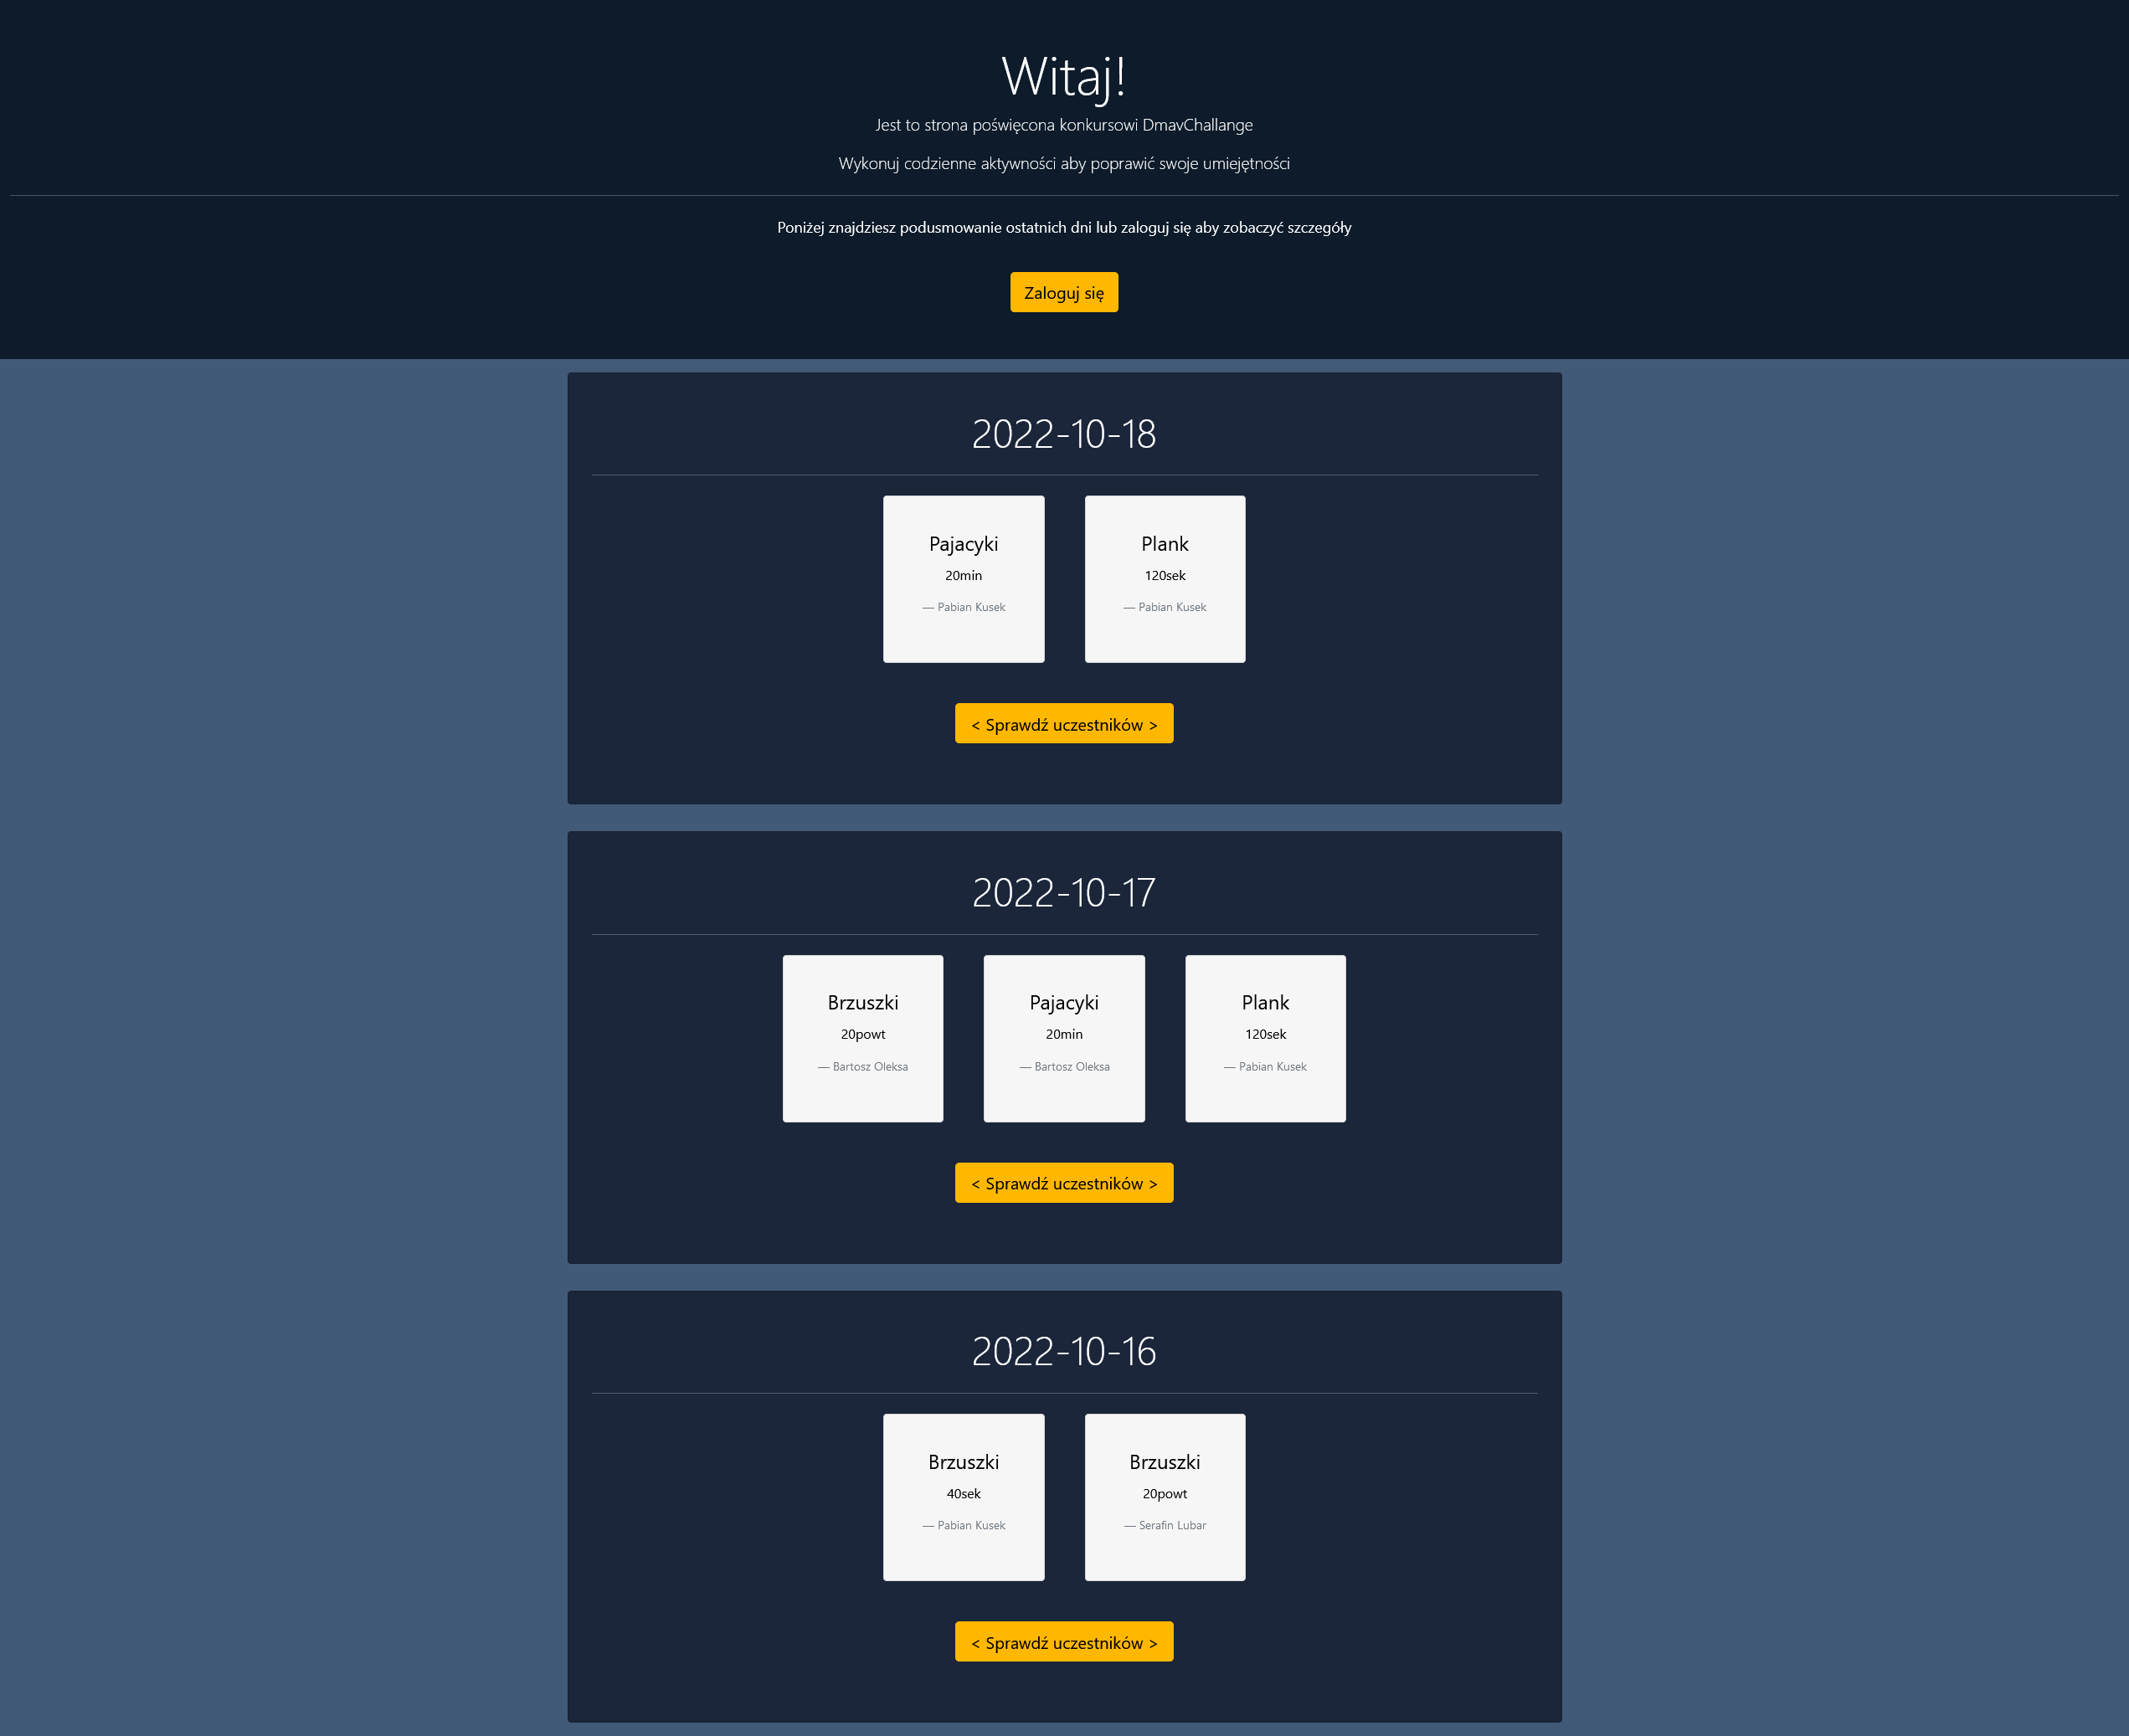 Witaj!
Jest to strona poświęcona konkursowi DmavChallange
Wykonuj codzienne aktywności aby poprawić swoje umiejętności
Poniżej znajdziesz podusmowanie ostatnich dni lub zaloguj się aby zobaczyć szczegóły
Zaloguj się
2022-10-18
Pajacyki
20min
— Pabian Kusek
Plank
120sek
— Pabian Kusek
< Sprawdź uczestników >
2022-10-17
Brzuszki
20powt
— Bartosz Oleksa
Pajacyki
20min
— Bartosz Oleksa
Plank
120sek
— Pabian Kusek
< Sprawdź uczestników >
2022-10-16
Brzuszki
40sek
— Pabian Kusek
Brzuszki
20powt
— Serafin Lubar
< Sprawdź uczestników >